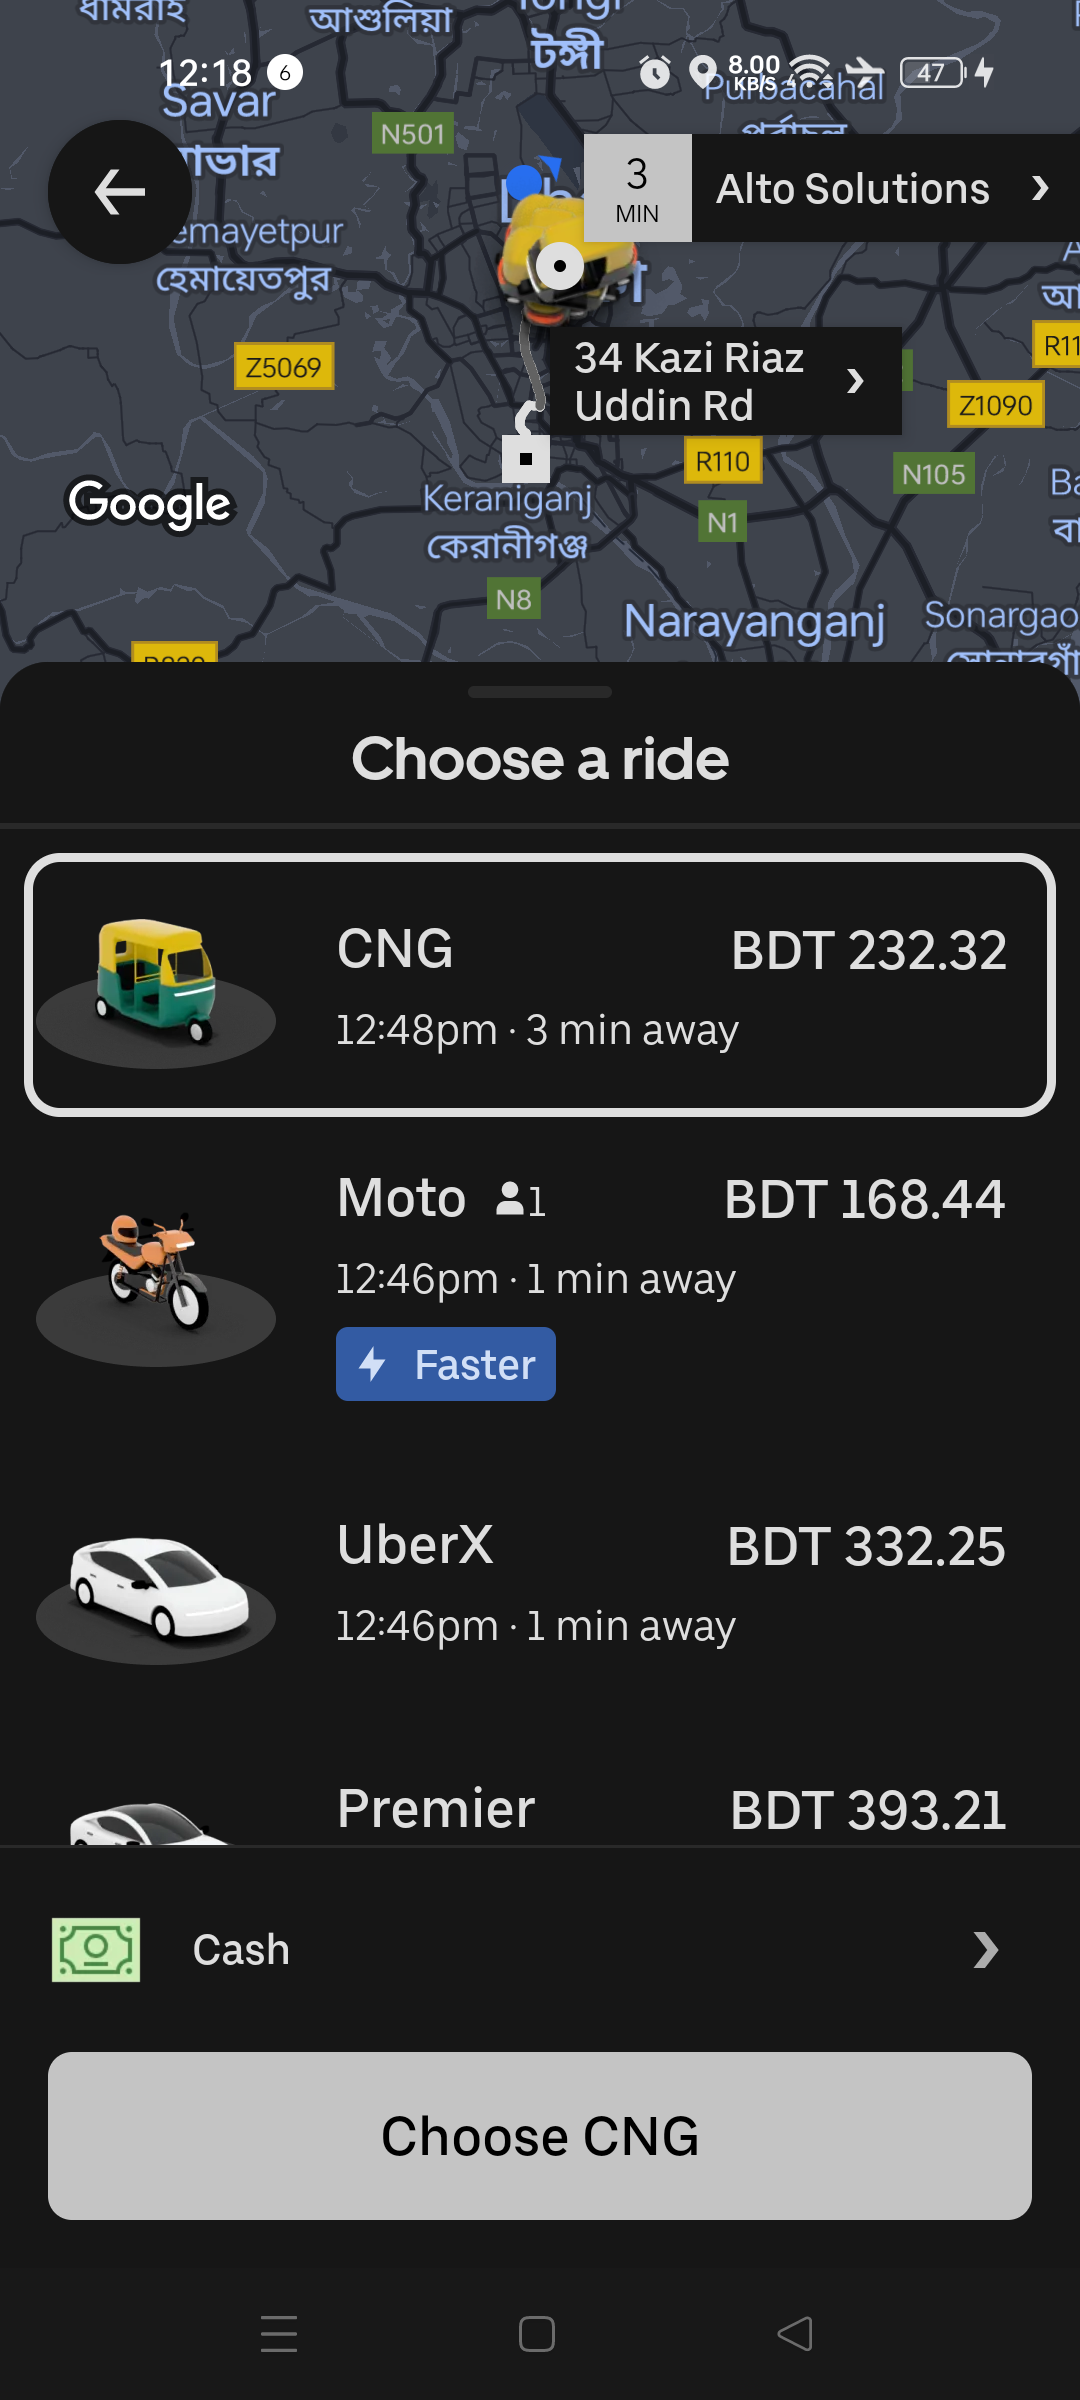 ধামরাই
আশুলিয়া
টঙ্গী
12:18 6
8.00
KB/S
47
Savar
Purbacahal
N501
3
MIN
Alto Solutions
emayetpur
হেমায়েতপুর
34 Kazi Riaz
Uddin Rd
Z5069
Z1090
R110
N105
Google
Keraniganj
কেরানীগঞ্জ
N1
N8
Narayanganj
Sonargao
Choose a ride
CNG
BDT 232.32
12:48pm · 3 min away
Moto 1
BDT 168.44
12:46pm · 1 min away
Faster
UberX
BDT 332.25
12:46pm · 1 min away
Premier
BDT 393.21
Cash
Choose CNG